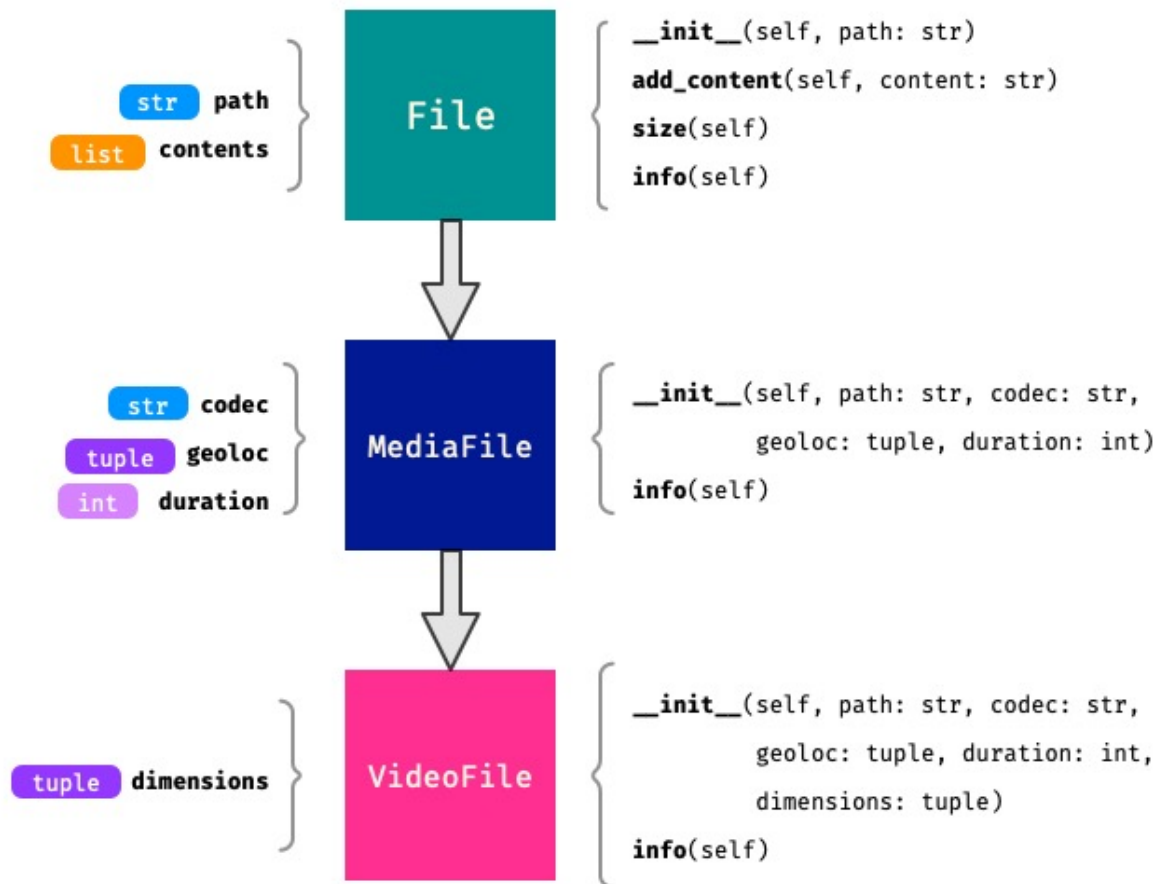 str path
list contents
File
__init__(self, path: str)
add_content(self, content: str)
size(self)
info(self)
str codec
tuple geoloc
int duration
MediaFile
__init__(self, path: str, codec: str,
geoloc: tuple, duration: int)
info(self)
tuple dimensions
VideoFile
__init__(self, path: str, codec: str,
geoloc: tuple, duration: int,
dimensions: tuple)
info(self)